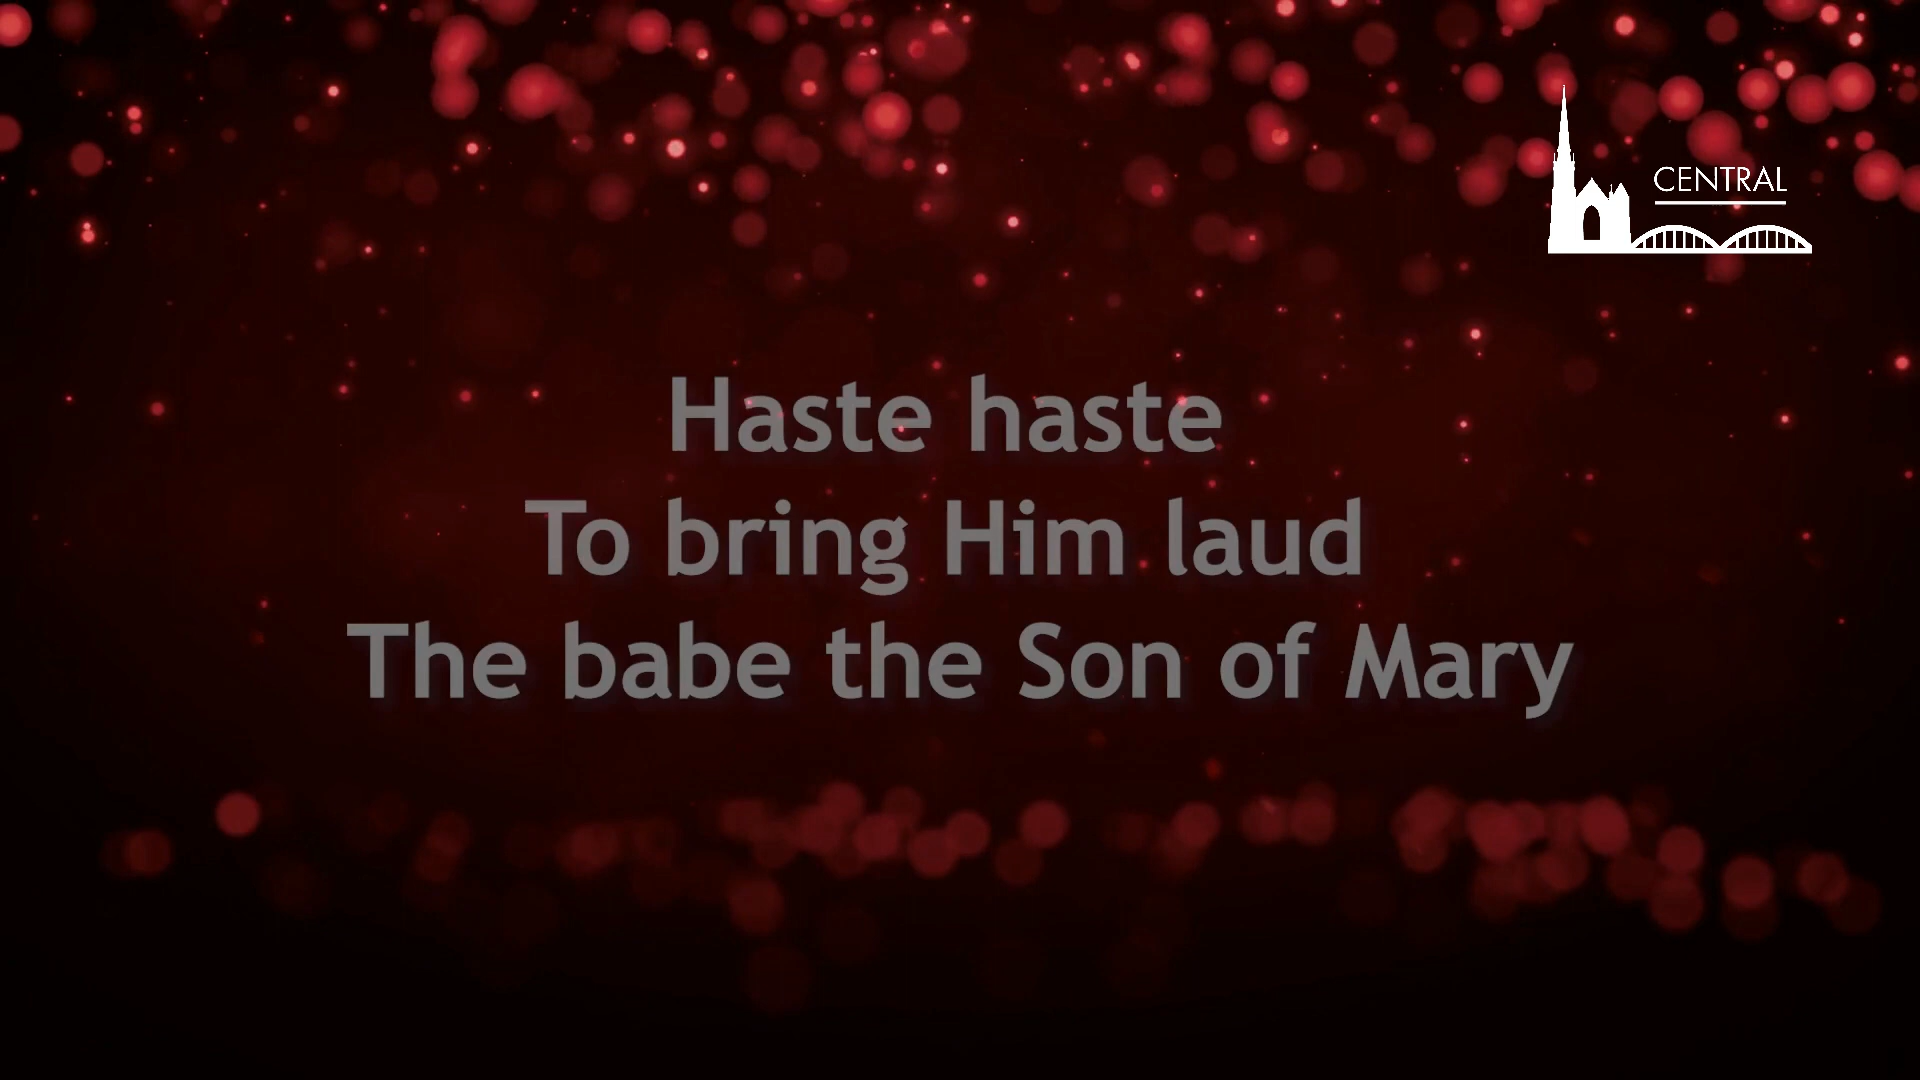 CENTRAL
Haste haste
To bring Him laud
The babe the Son of Mary